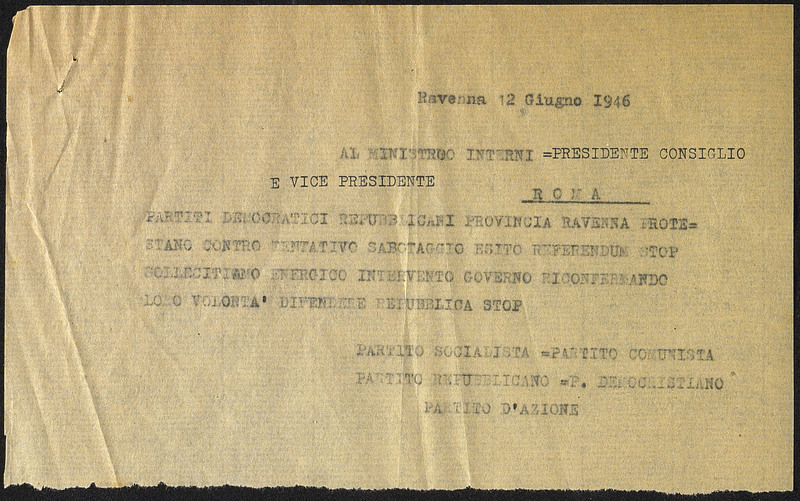 Ravenna 12 Giugno I946
AL MINISTROO INTERNI =PRESIDENTE CONSIGLIO
E VICE PRESIDENTE
R O M A
PARTITI DEMOCRATICI REPUBBLICANI PROVINCIA RAVENNA PROTE=
STANO CONTRO TENTATIVO SABOTAGGIO ESITO REFERENDUM STOP
SOLLECITIAMO ENERGICO INTERVENTO GOVERNO RICONFERMANDO
LORO VOLONTA' DIFENDERE REPUBBLICA STOP
PARTITO SOCIALISTA =PARTITO COMUNISTA
PARTITO REPUBBLICANO =P. DEMOCRISTIANO
PARTITO D'AZIONE